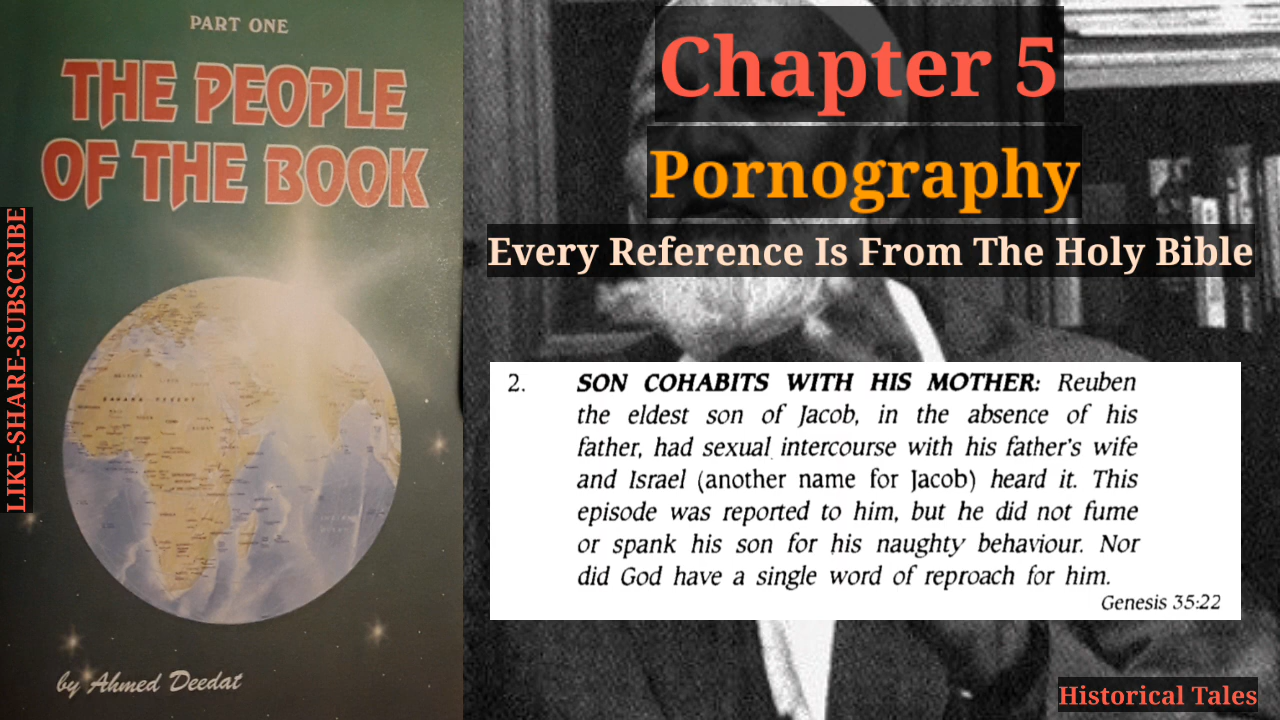 PART ONE
THE PEOPLE
OF THE BOOK
by Ahmed Deedat
LIKE-SHARE-SUBSCRIBE
Chapter 5
Pornography
Every Reference Is From The Holy Bible
2. SON COHABITS WITH HIS MOTHER: Reuben
the eldest son of Jacob, in the absence of his
father, had sexual intercourse with his father's wife
and Israel (another name for Jacob) heard it. This
episode was reported to him, but he did not fume
or spank his son for his naughty behaviour. Nor
did God have a single word of reproach for him.
Genesis 35:22
Historical Tales